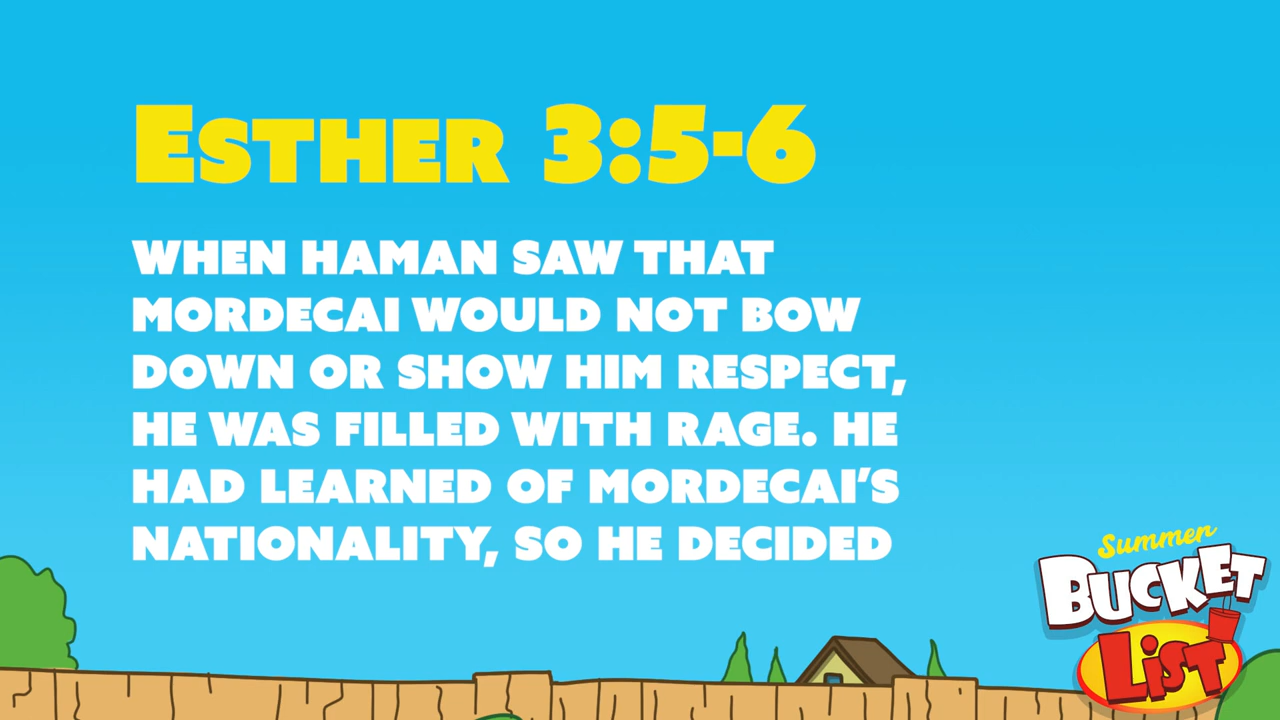 Esther 3:5-6
WHEN HAMAN SAW THAT
MORDECAI WOULD NOT BOW
DOWN OR SHOW HIM RESPECT,
HE WAS FILLED WITH RAGE. HE
HAD LEARNED OF MORDECAI'S
NATIONALITY, SO HE DECIDED
Summer
BUCKET
LiST